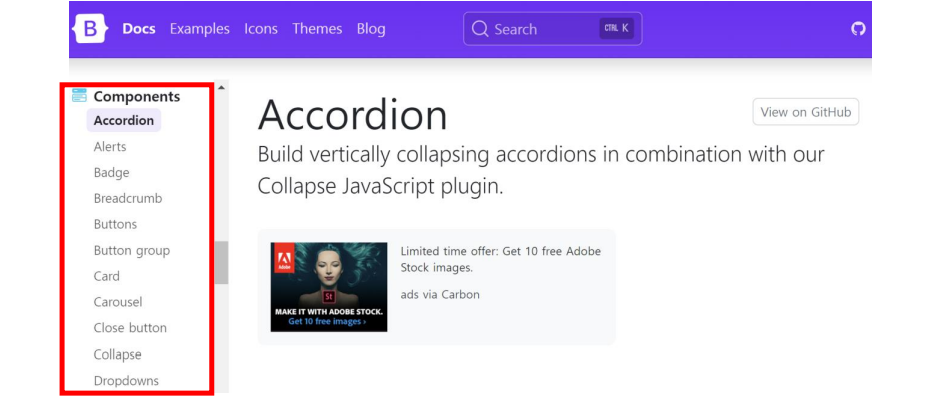 B Docs Examples Icons Themes Blog Search CTRL K
Components
Accordion
Alerts
Badge
Breadcrumb
Buttons
Button group
Card
Carousel
Close button
Collapse
Dropdowns
Accordion
View on GitHub
Build vertically collapsing accordions in combination with our
Collapse JavaScript plugin.
Adobe
St
MAKE IT WITH ADOBE STOCK.
Get 10 free images ›
Limited time offer: Get 10 free Adobe
Stock images.
ads via Carbon